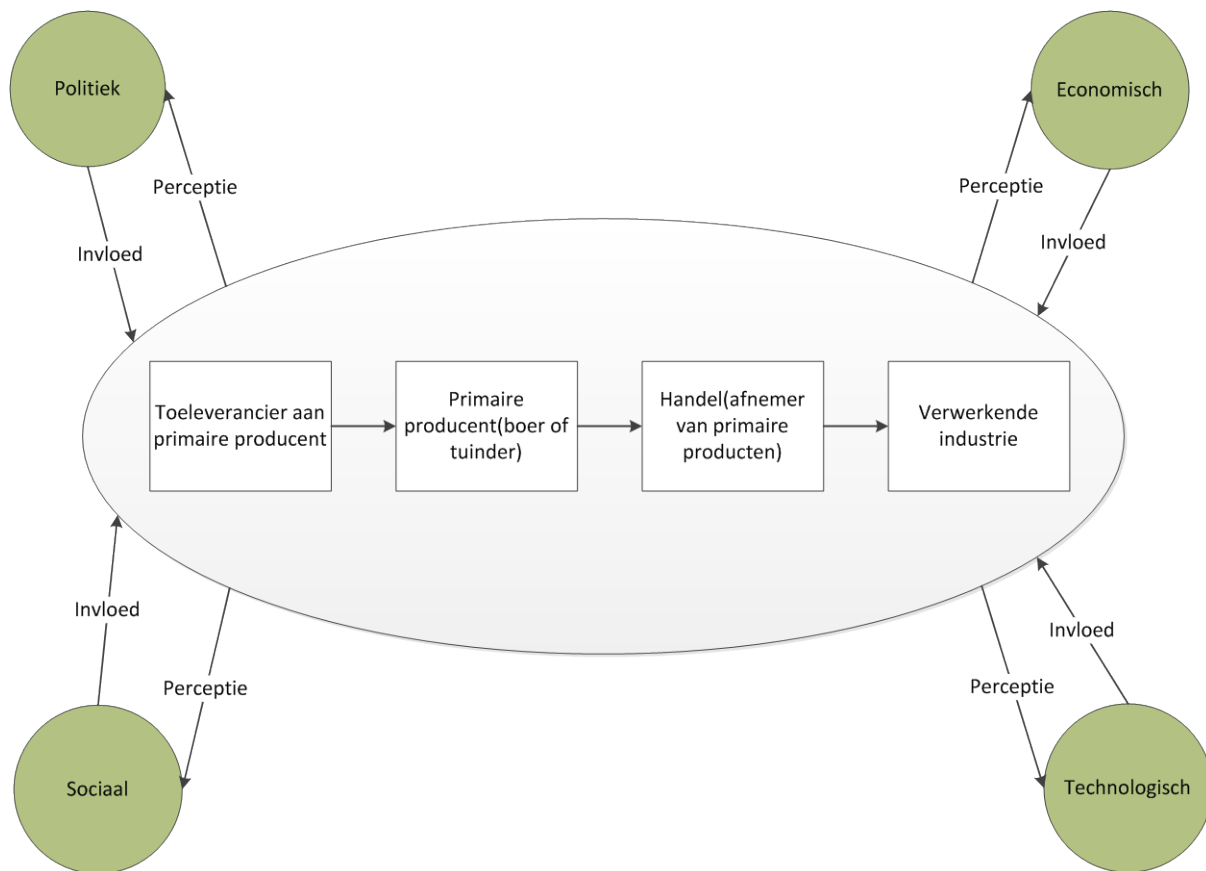 Politiek
Economisch
Perceptie
Perceptie
Invloed
Invloed
Toeleverancier aan
primaire producent
Primaire
producent(boer of
tuinder)
Handel(afnemer
van primaire
producten)
Verwerkende
industrie
Invloed
Invloed
Perceptie
Perceptie
Sociaal
Technologisch